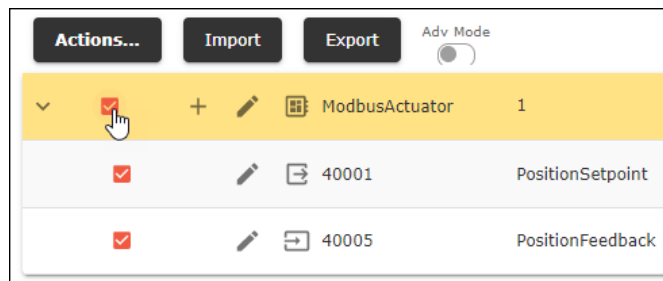 Actions... Import Export Adv Mode
ModbusActuator 1
40001 PositionSetpoint
40005 PositionFeedback